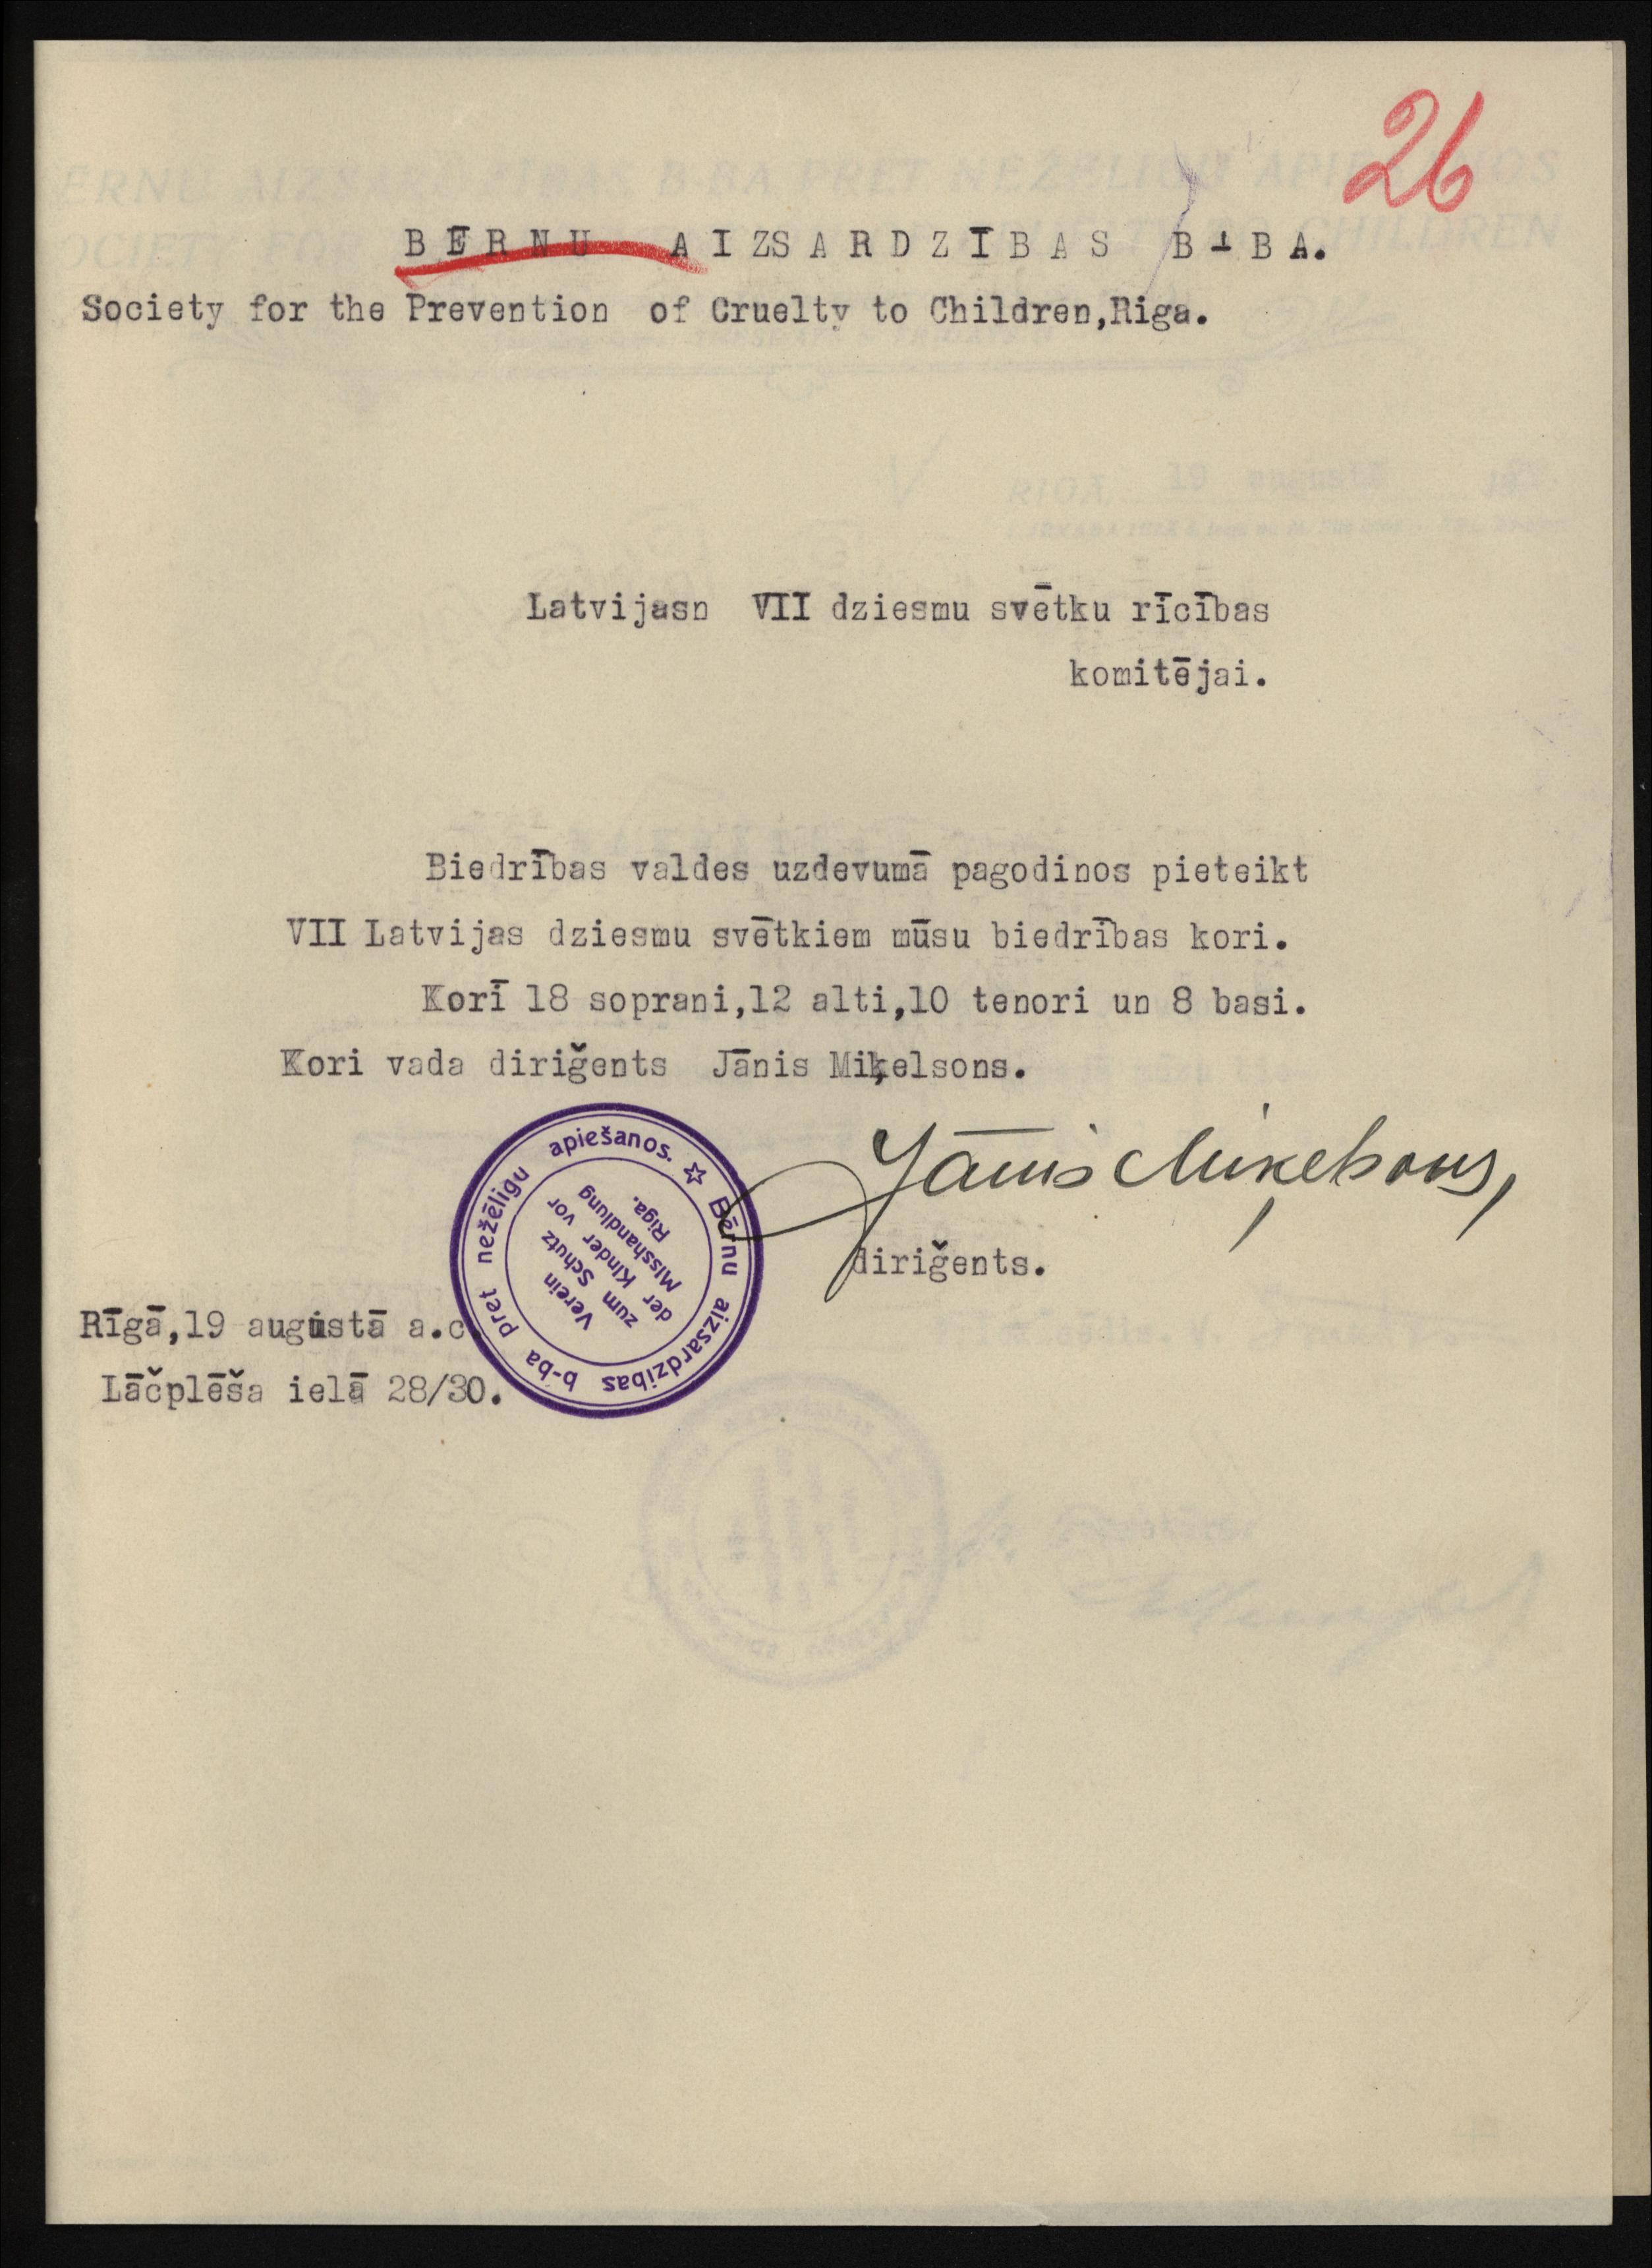 26
BĒRNU AIZSARDZĪBAS B-BA.
Society for the Prevention of Cruelty to Children,Riga.
Latvijasn VII dziesmu svētku rīcības
komitējai.
Biedrības valdes uzdevumā pagodinos pieteikt
VII Latvijas dziesmu svētkiem mūsu biedrības kori.
Korī 18 soprani,12 alti,10 tenori un 8 basi.
Kori vada diriģents Jānis Miķelsons.
Jānis Miķelsons,
diriģents.
Bērnu aizsardzības b-ba pret nežēlīgu apiešanos.
Verein
zum Schutz
der Kinder vor
Misshandlung
Riga.
Rīgā,19 augustā a.c.
Lāčplēša ielā 28/30.